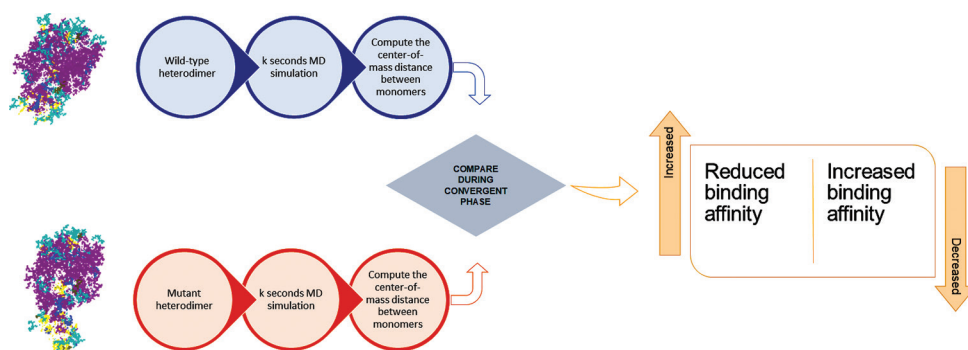 Wild-type
heterodimer
k seconds MD
simulation
Compute the
center-of-
mass distance
between
monomers
COMPARE
DURING
CONVERGENT
PHASE
Mutant
heterodimer
k seconds MD
simulation
Compute the
center-of-
mass distance
between
monomers
Increased
Reduced
binding
affinity
Increased
binding
affinity
Decreased